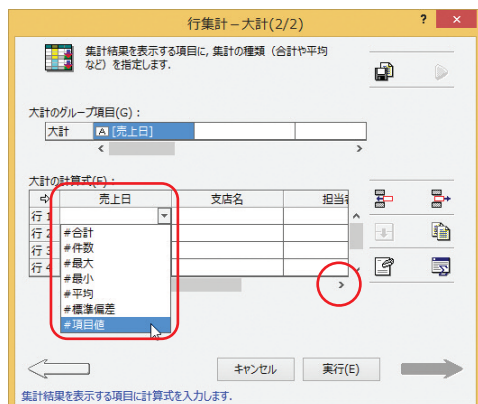 行集計－大計(2/2)
? ×
集計結果を表示する項目に, 集計の種類（合計や平均
など）を指定します.
大計のグループ項目(G)：
大計 A [売上日]
大計の計算式(F)：
売上日 支店名 担当者
行 1
行 2 #合計
#件数
行 3 #最大
#最小
行 4 #平均
#標準偏差
#項目値
キャンセル 実行(E)
集計結果を表示する項目に計算式を入力します.